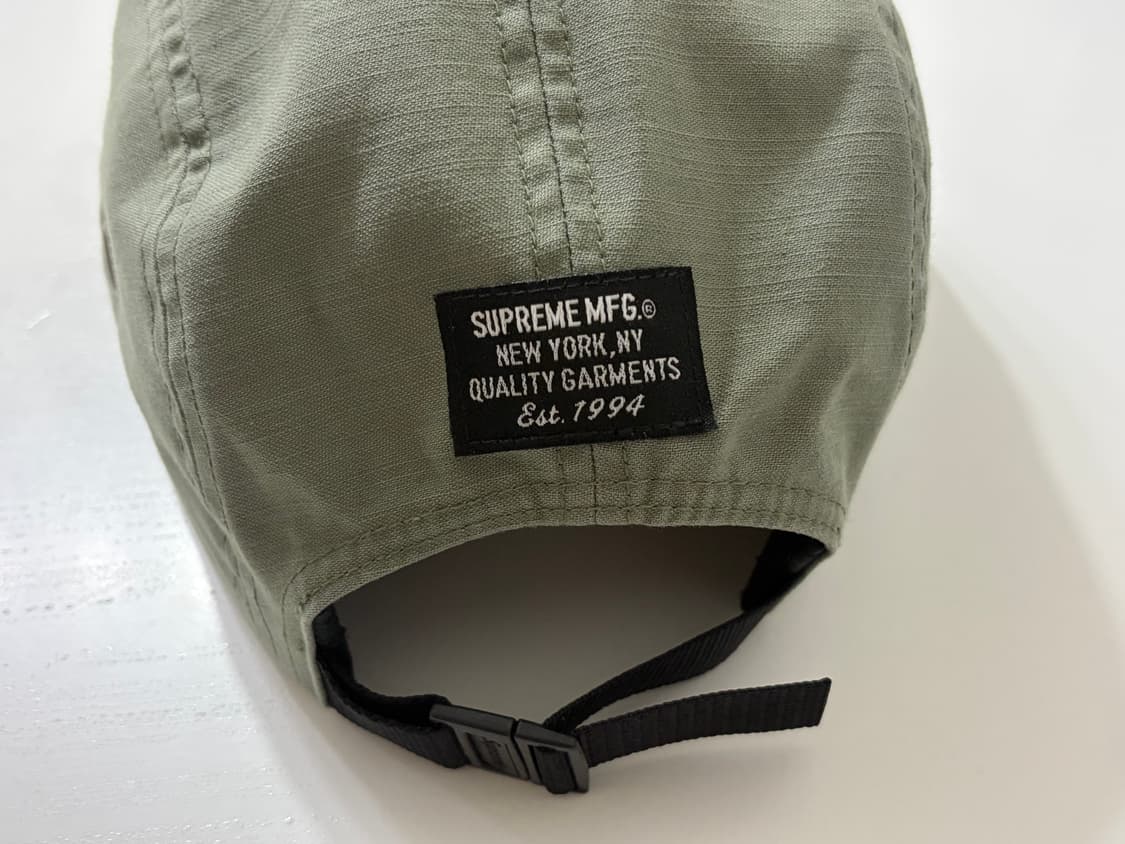 SUPREME MFG.®
NEW YORK, NY
QUALITY GARMENTS
Est. 1994